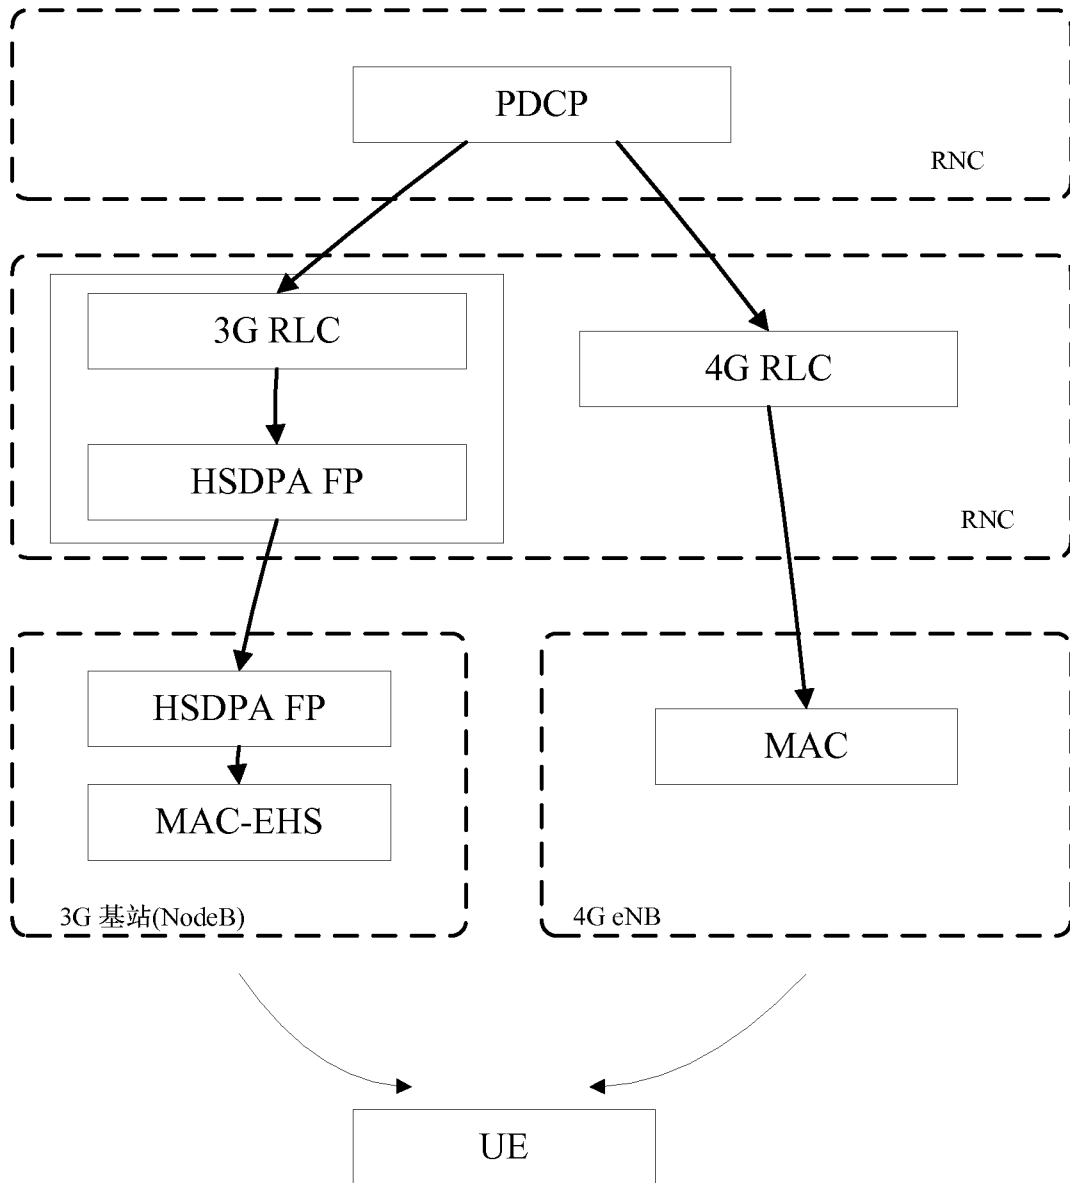 PDCP
RNC
3G RLC
4G RLC
HSDPA FP
RNC
HSDPA FP
MAC
MAC-EHS
3G 基站(NodeB)
4G eNB
UE